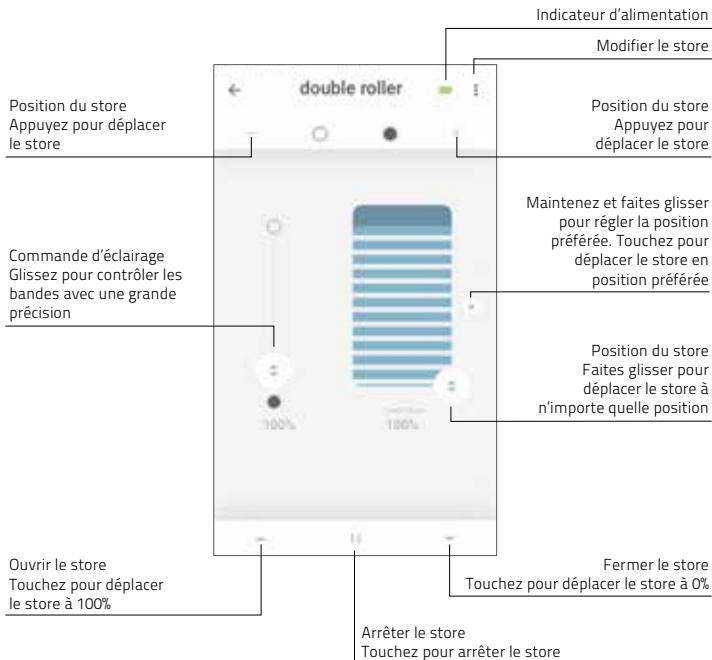 Indicateur d'alimentation
Modifier le store
double roller
Position du store
Appuyez pour déplacer
le store
Position du store
Appuyez pour
déplacer le store
Maintenez et faites glisser
pour régler la position
préférée. Touchez pour
déplacer le store en
position préférée
Commande d'éclairage
Glissez pour contrôler les
bandes avec une grande
précision
Position du store
Faites glisser pour
déplacer le store à
n'importe quelle position
100%
100%
Ouvrir le store
Touchez pour déplacer
le store à 100%
Fermer le store
Touchez pour déplacer le store à 0%
Arrêter le store
Touchez pour arrêter le store